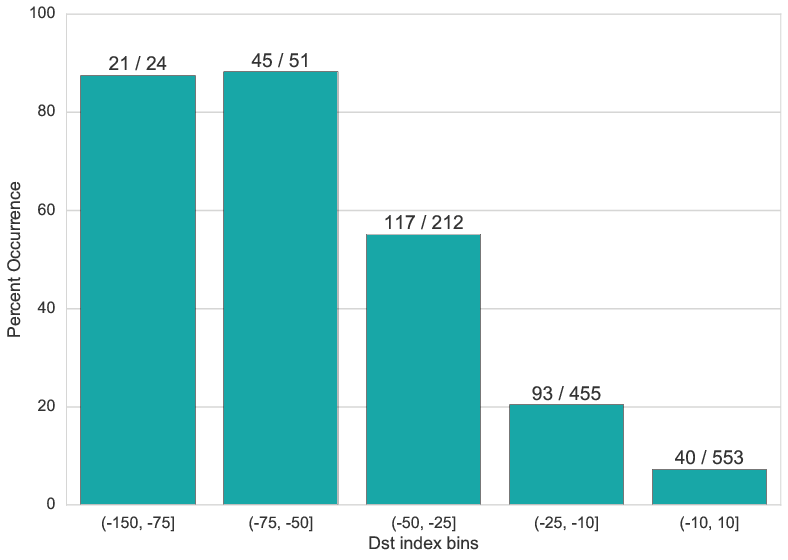 100
80
60
40
20
0
Percent Occurrence
21 / 24
45 / 51
117 / 212
93 / 455
40 / 553
(-150, -75]
(-75, -50]
(-50, -25]
(-25, -10]
(-10, 10]
Dst index bins